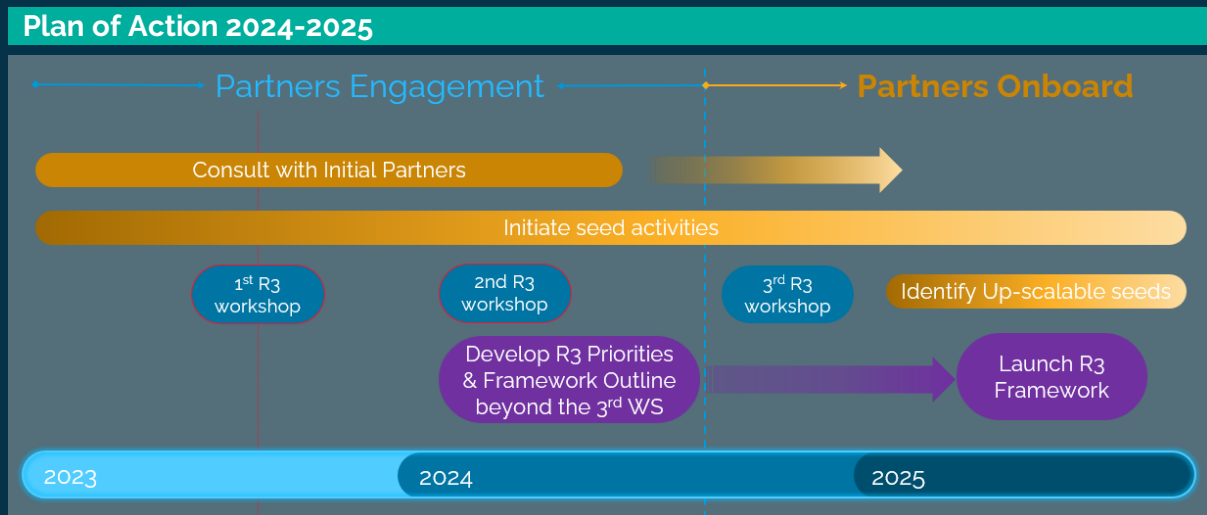 Plan of Action 2024-2025
Partners Engagement
Partners Onboard
Consult with Initial Partners
Initiate seed activities
1st R3
workshop
2nd R3
workshop
3rd R3
workshop
Identify Up-scalable seeds
Develop R3 Priorities
& Framework Outline
beyond the 3rd WS
Launch R3
Framework
2023
2024
2025